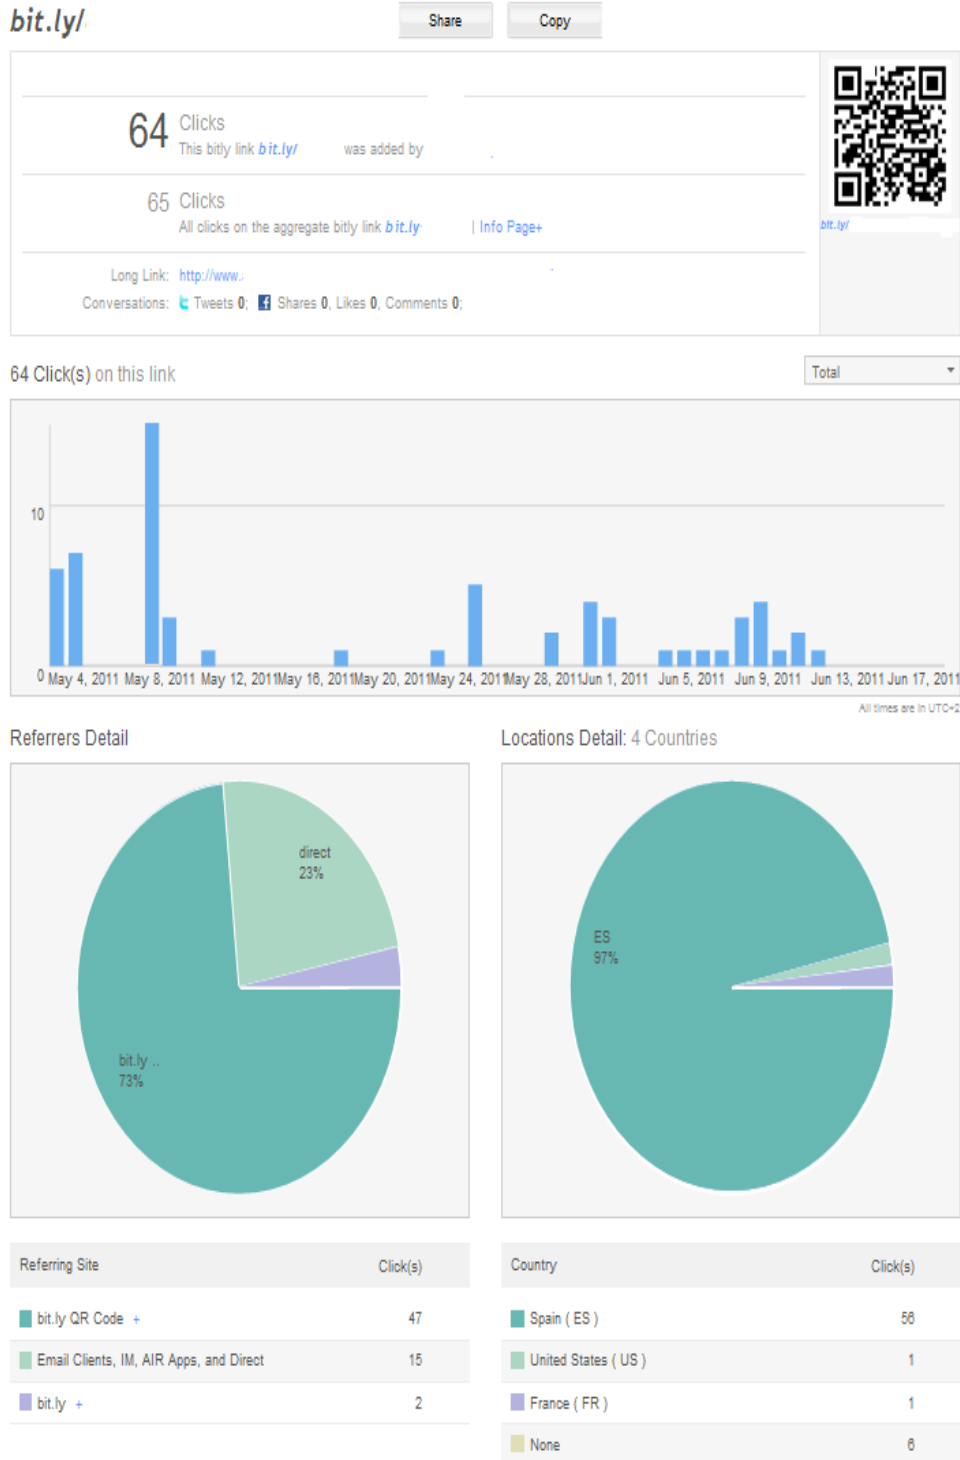 bit.ly/
Share Copy
64 Clicks
This bitly link bit.ly/ was added by
65 Clicks
All clicks on the aggregate bitly link bit.ly | Info Page+
bit.ly/
Long Link: http://www.
Conversations: Tweets 0; Shares 0, Likes 0, Comments 0;
64 Click(s) on this link
Total
10
0
May 4, 2011 May 8, 2011 May 12, 2011 May 16, 2011 May 20, 2011 May 24, 2011 May 28, 2011 Jun 1, 2011 Jun 5, 2011 Jun 9, 2011 Jun 13, 2011 Jun 17, 2011
All times are in UTC+2
Referrers Detail
direct
23%
bit.ly ..
73%
Locations Detail: 4 Countries
ES
97%
Referring Site Click(s)
bit.ly QR Code + 47
Email Clients, IM, AIR Apps, and Direct 15
bit.ly + 2
Country Click(s)
Spain ( ES ) 56
United States ( US ) 1
France ( FR ) 1
None 6